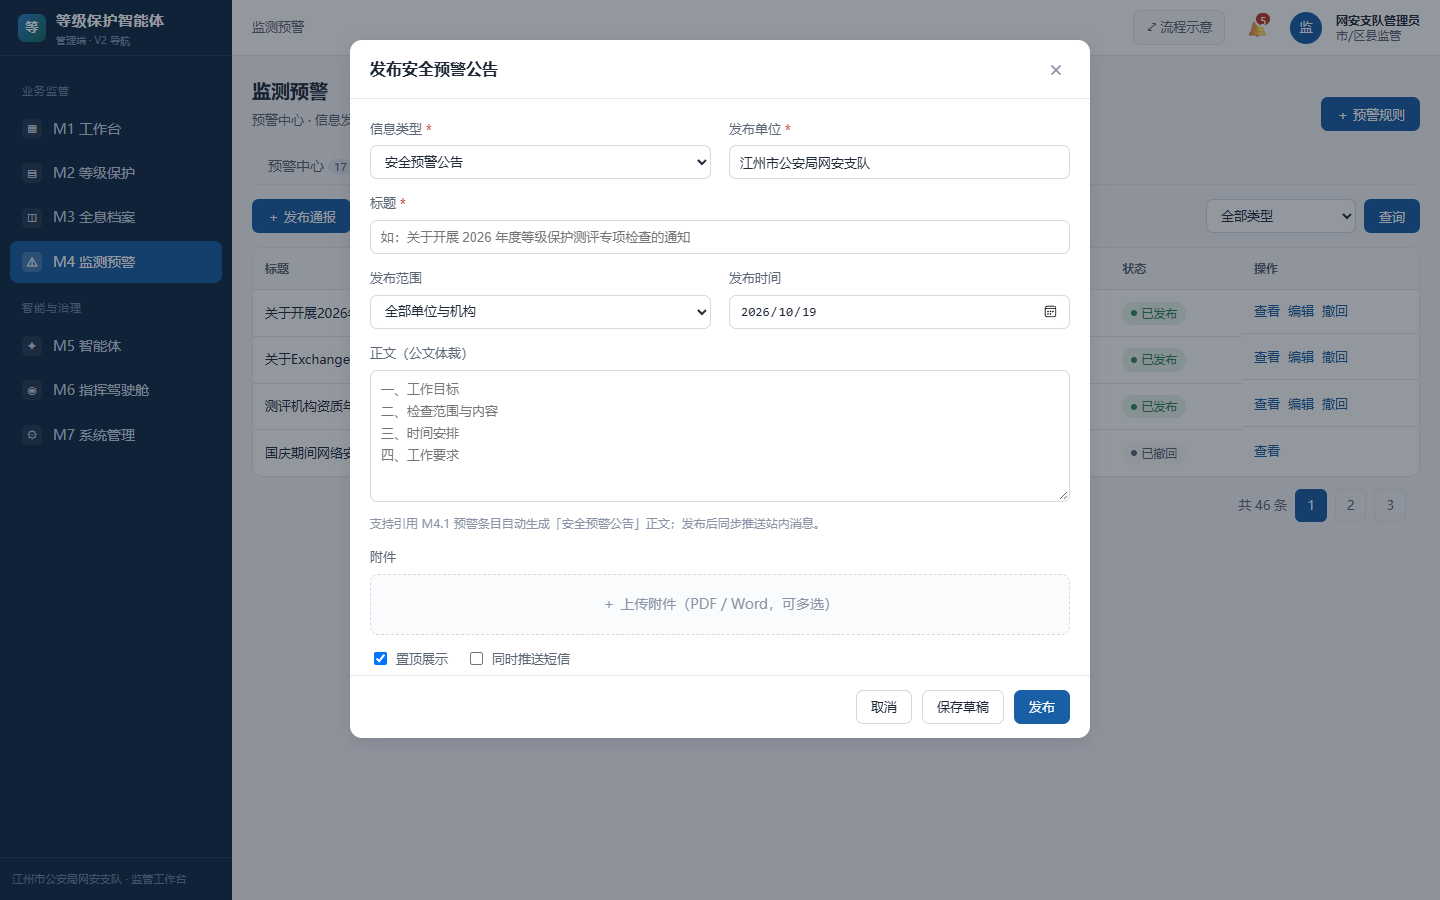 等 等级保护智能体
管理端 · V2 导航
业务监管
M1 工作台
M2 等级保护
M3 全息档案
M4 监测预警
智能与治理
M5 智能体
M6 指挥驾驶舱
M7 系统管理
江州市公安局网安支队 · 监管工作台
监测预警
流程示意
5
监
网安支队管理员
市/区县监管
监测预警
预警中心 · 信息发
+ 预警规则
预警中心 17
+ 发布通报
全部类型
查询
标题
状态
操作
关于开展2026
已发布
查看 编辑 撤回
关于Exchange
已发布
查看 编辑 撤回
测评机构资质年
已发布
查看 编辑 撤回
国庆期间网络安
已撤回
查看
共 46 条 1 2 3
发布安全预警公告
×
信息类型 *
发布单位 *
安全预警公告
江州市公安局网安支队
标题 *
如：关于开展 2026 年度等级保护测评专项检查的通知
发布范围
发布时间
全部单位与机构
2026/10/19
正文（公文体裁）
一、工作目标
二、检查范围与内容
三、时间安排
四、工作要求
支持引用 M4.1 预警条目自动生成「安全预警公告」正文；发布后同步推送站内消息。
附件
+ 上传附件（PDF / Word，可多选）
置顶展示
同时推送短信
取消
保存草稿
发布